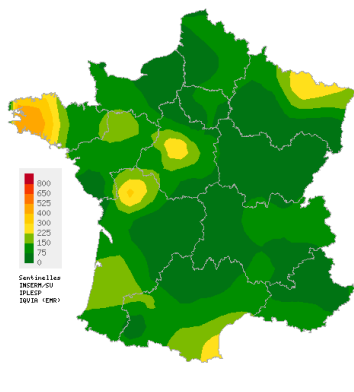 800
650
525
400
300
225
150
75
0
Sentinelles
INSERM/SU
IPLESP
IQVIA (EMR)